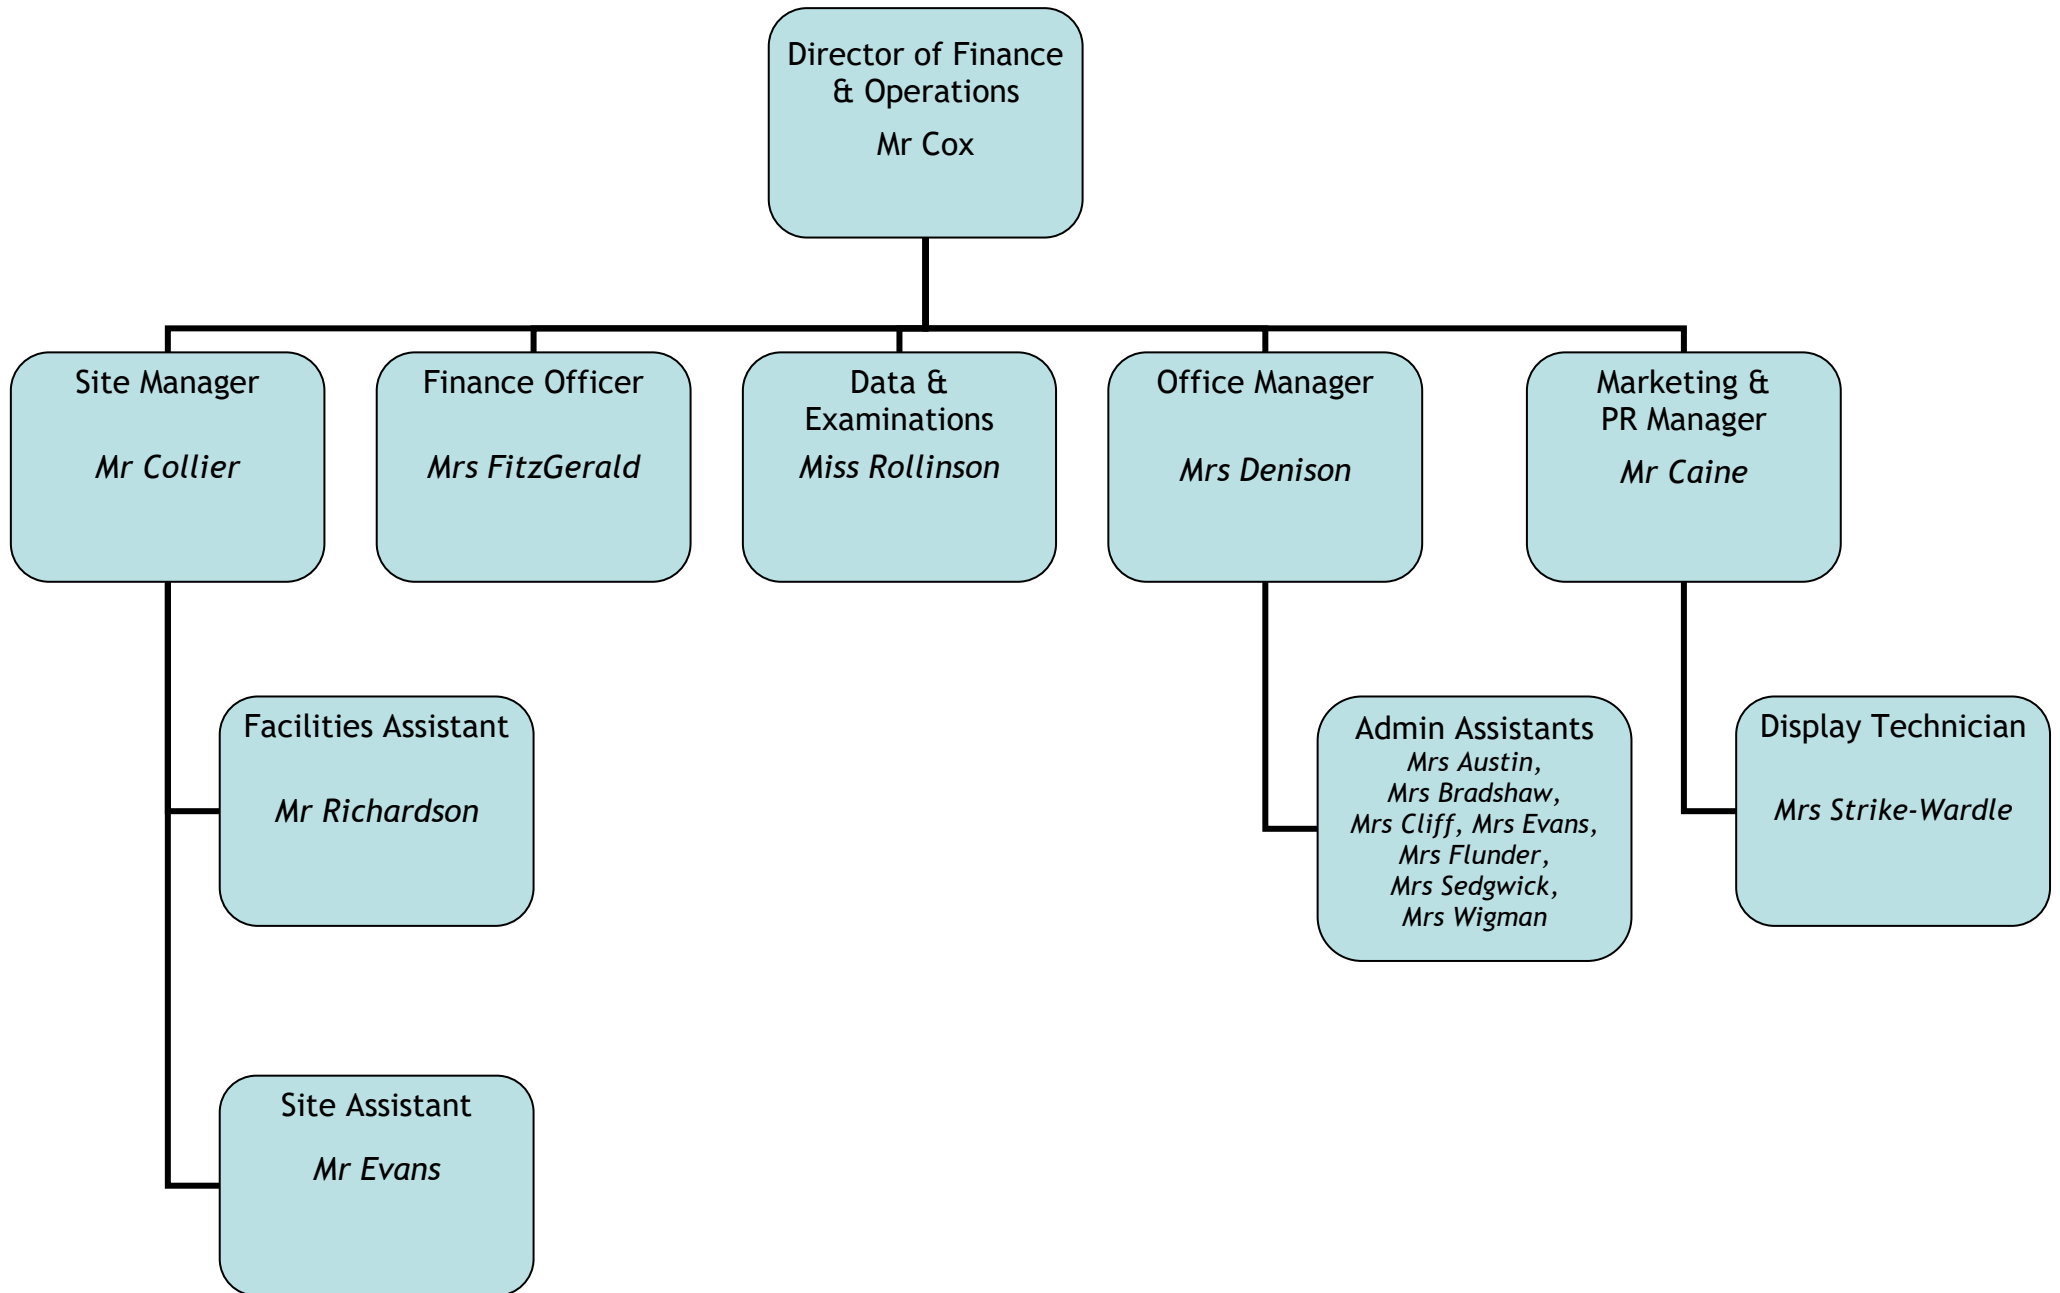 Director of Finance
& Operations
Mr Cox
Site Manager
Mr Collier
Finance Officer
Mrs FitzGerald
Data &
Examinations
Miss Rollinson
Office Manager
Mrs Denison
Marketing &
PR Manager
Mr Caine
Facilities Assistant
Mr Richardson
Admin Assistants
Mrs Austin,
Mrs Bradshaw,
Mrs Cliff, Mrs Evans,
Mrs Flunder,
Mrs Sedgwick,
Mrs Wigman
Display Technician
Mrs Strike-Wardle
Site Assistant
Mr Evans